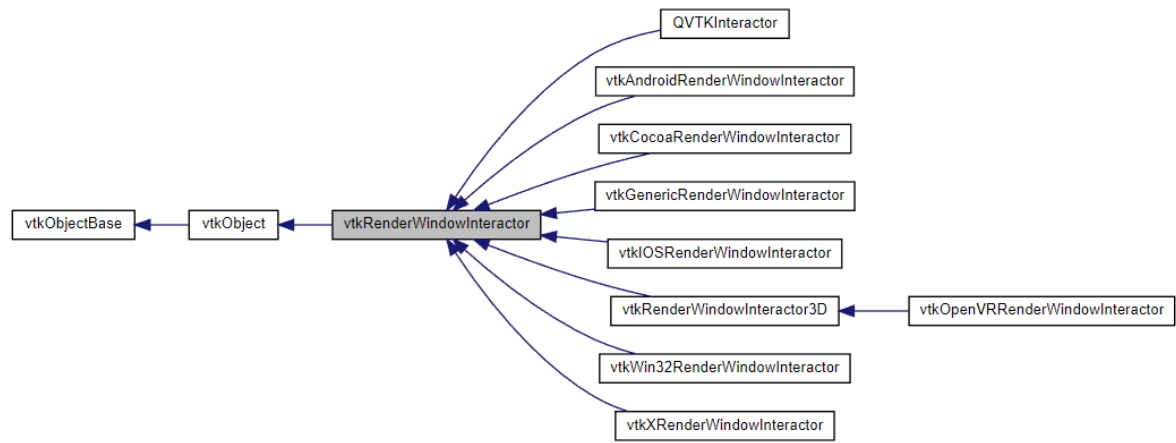 QVTKInteractor
vtkAndroidRenderWindowInteractor
vtkCocoaRenderWindowInteractor
vtkGenericRenderWindowInteractor
vtkObjectBase
vtkObject
vtkRenderWindowInteractor
vtkIOSRenderWindowInteractor
vtkRenderWindowInteractor3D
vtkOpenVRRenderWindowInteractor
vtkWin32RenderWindowInteractor
vtkXRenderWindowInteractor